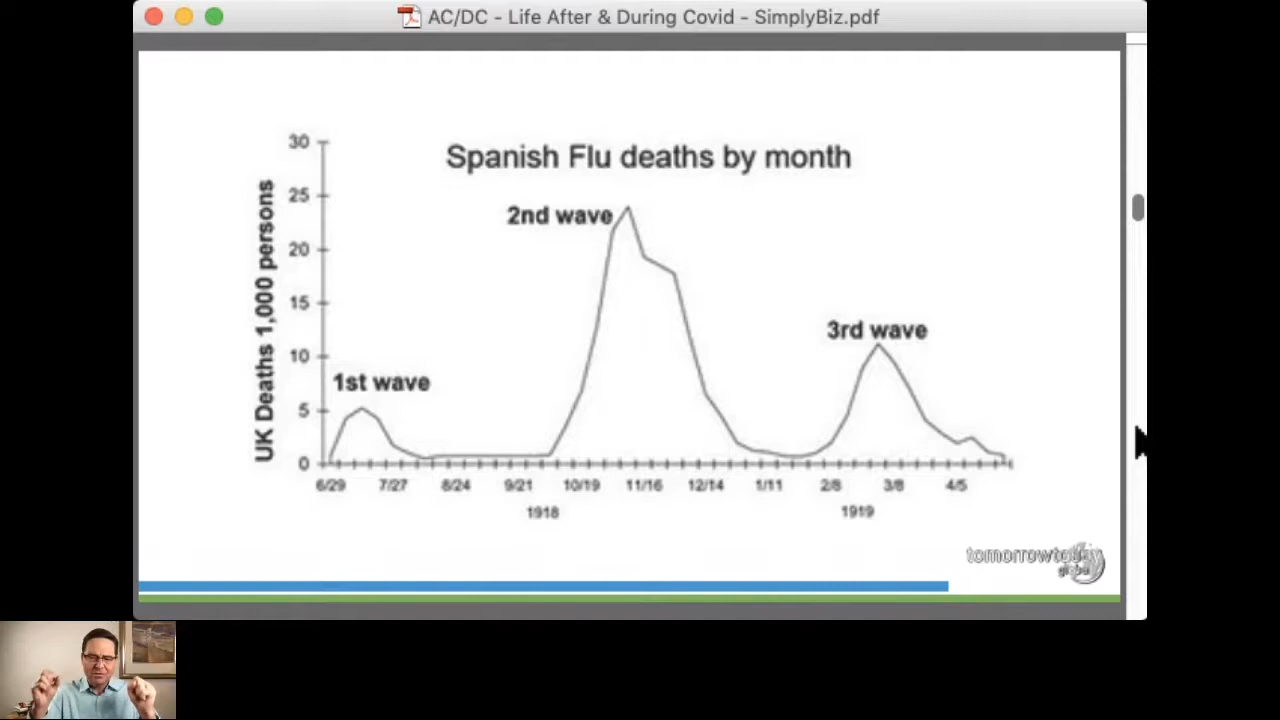 AC/DC - Life After & During Covid - SimplyBiz.pdf
Spanish Flu deaths by month
UK Deaths 1,000 persons
30
25
20
15
10
5
0
1st wave
2nd wave
3rd wave
6/29 7/27 8/24 9/21 10/19 11/16 12/14 1/11 2/8 3/8 4/5
1918 1919
tomorrowtoday
global